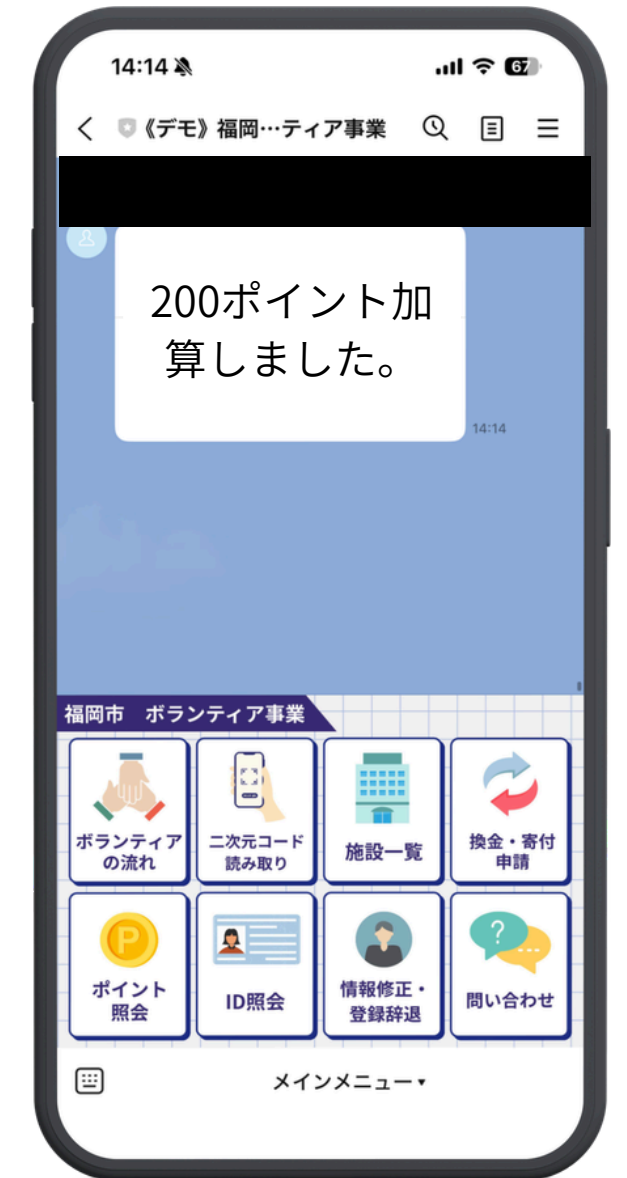 14:14
67
《デモ》福岡…ティア事業
200ポイント加
算しました。
14:14
福岡市 ボランティア事業
ボランティア
の流れ
二次元コード
読み取り
施設一覧
換金・寄付
申請
P
ポイント
照会
ID照会
情報修正・
登録辞退
?
問い合わせ
メインメニュー▾